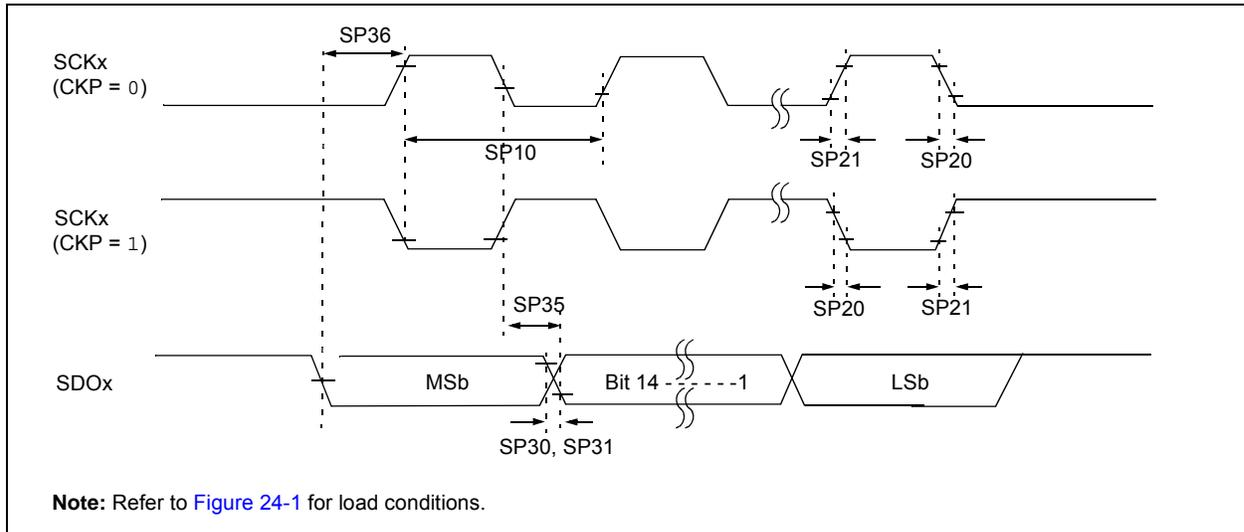 SP36
SCKx
(CKP = 0)
SP10
SP21
SP20
SCKx
(CKP = 1)
SP35
SP20
SP21
SDOx
MSb
Bit 14 - - - - - -1
LSb
SP30, SP31
Note: Refer to Figure 24-1 for load conditions.